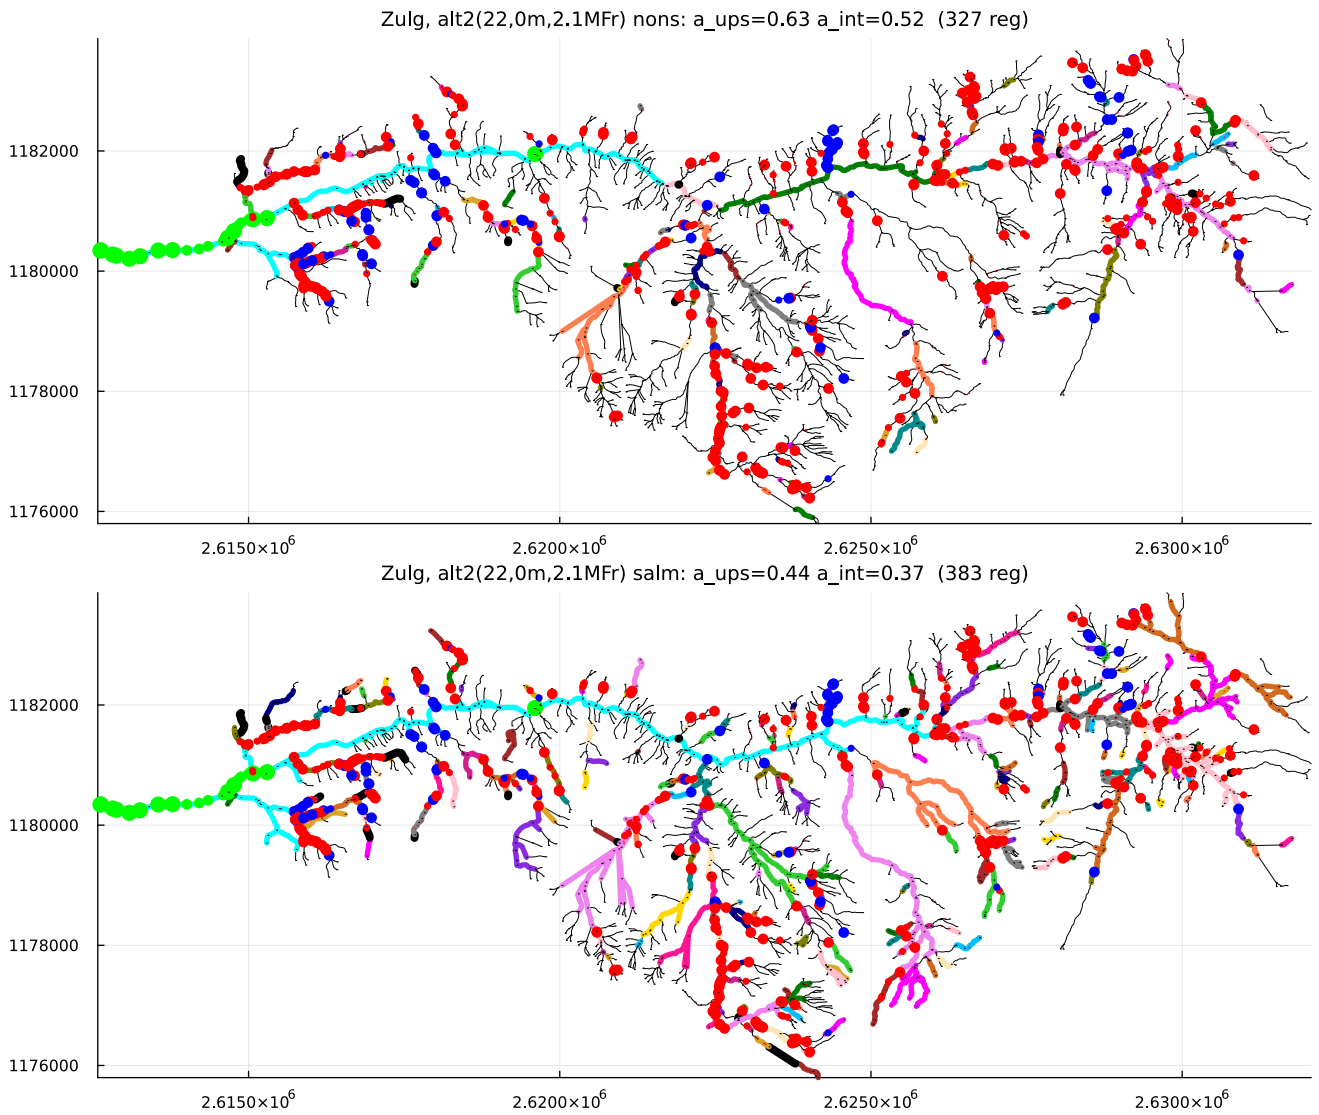 Zulg, alt2(22,0m,2.1MFr) nons: a_ups=0.63 a_int=0.52 (327 reg)
1182000
1180000
1178000
1176000
2.6150×10⁶ 2.6200×10⁶ 2.6250×10⁶ 2.6300×10⁶
Zulg, alt2(22,0m,2.1MFr) salm: a_ups=0.44 a_int=0.37 (383 reg)
1182000
1180000
1178000
1176000
2.6150×10⁶ 2.6200×10⁶ 2.6250×10⁶ 2.6300×10⁶